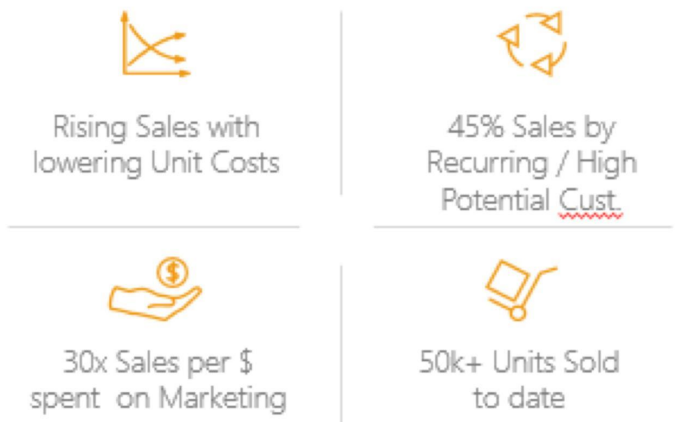 Rising Sales with
lowering Unit Costs
45% Sales by
Recurring / High
Potential Cust.
$
30x Sales per $
spent on Marketing
50k+ Units Sold
to date